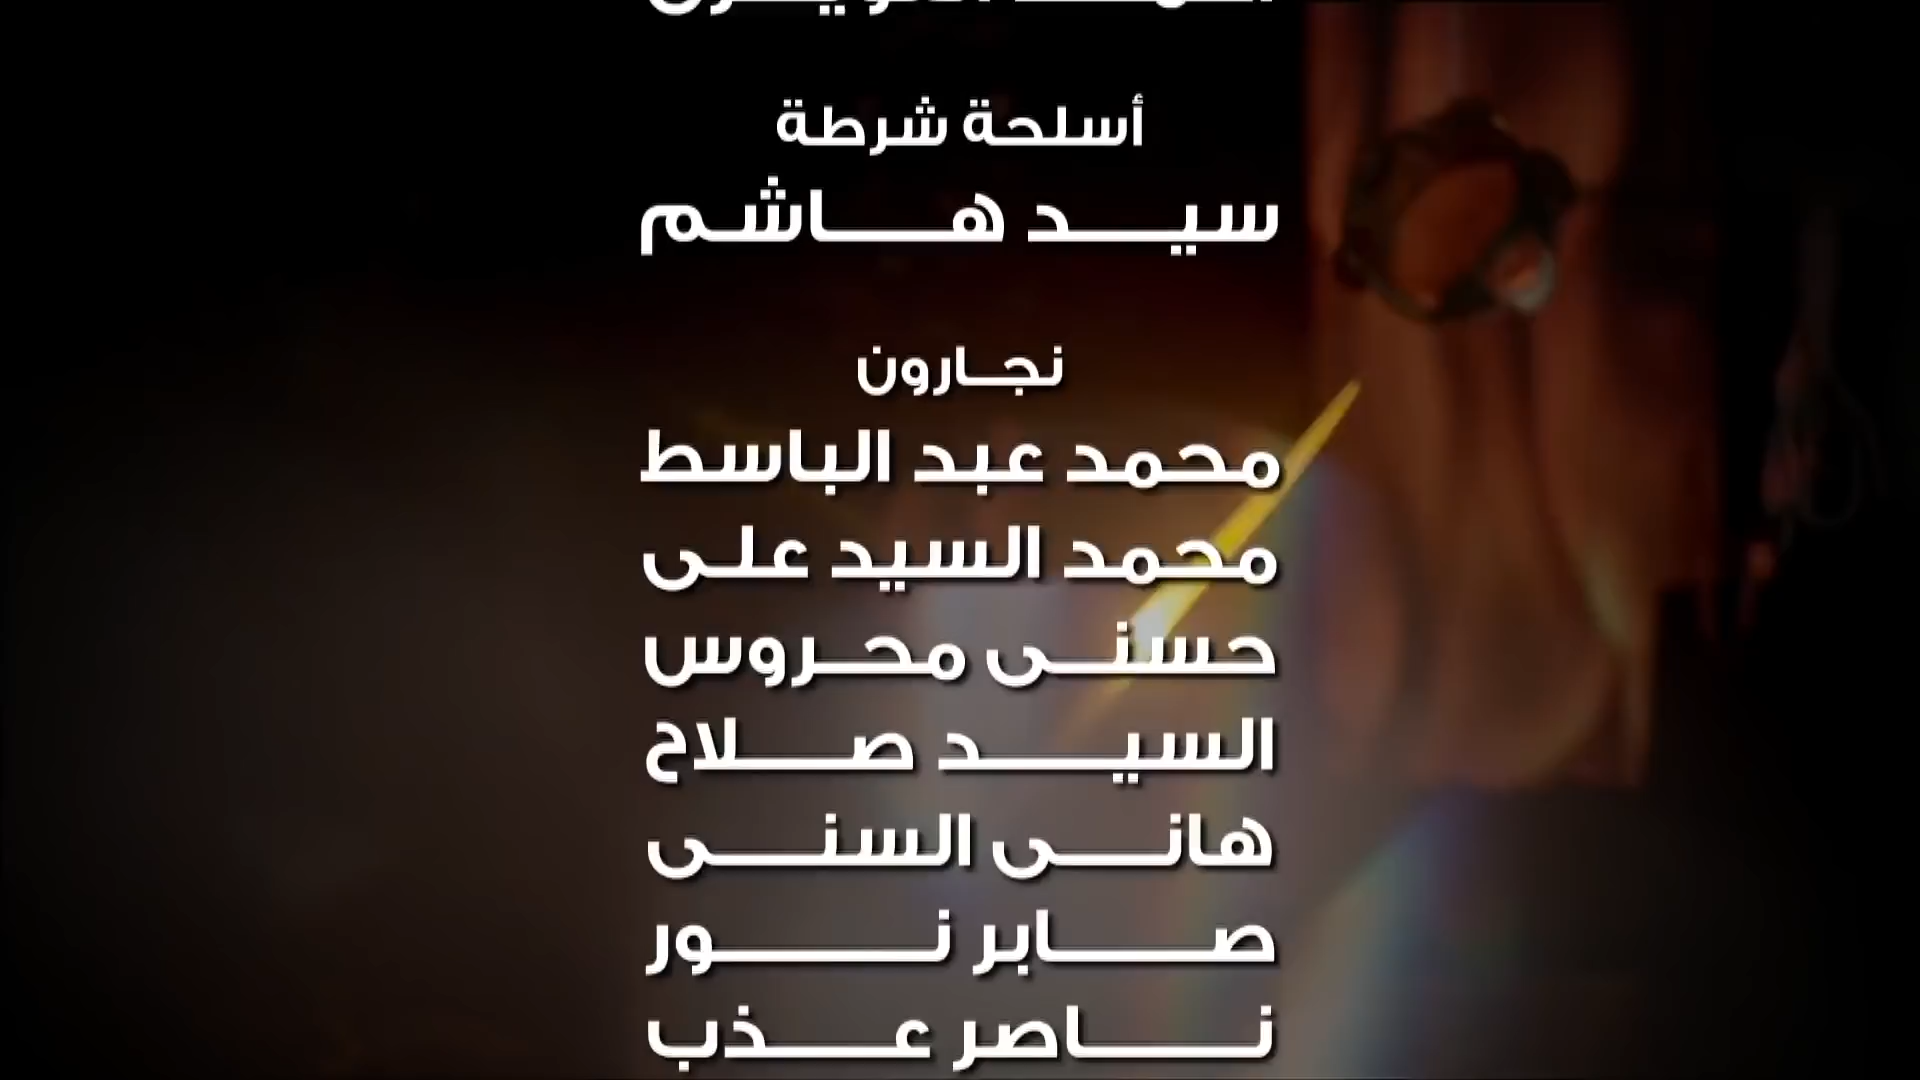 أسلحة شرطة
سيد هاشم
نجارون
محمد عبد الباسط
محمد السيد على
حسنى محروس
السيد صلاح
هانى السنى
صابر نور
ناصر عذب